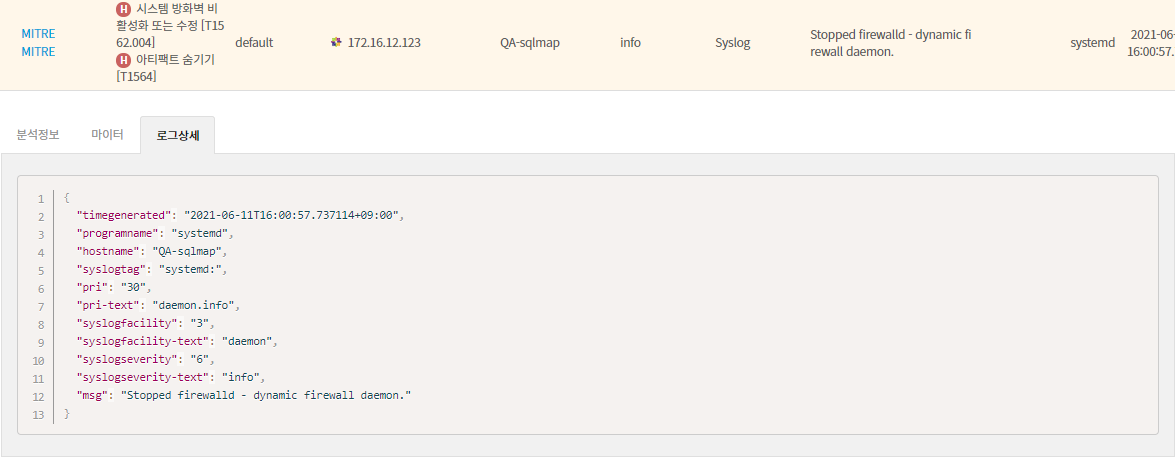 MITRE
MITRE
H 시스템 방화벽 비
활성화 또는 수정 [T15
62.004]
H 아티팩트 숨기기
[T1564]
default
172.16.12.123
QA-sqlmap
info
Syslog
Stopped firewalld - dynamic fi
rewall daemon.
systemd
2021-06-
16:00:57.
분석정보 마이터 로그상세
1 {
2 "timegenerated": "2021-06-11T16:00:57.737114+09:00",
3 "programname": "systemd",
4 "hostname": "QA-sqlmap",
5 "syslogtag": "systemd:",
6 "pri": "30",
7 "pri-text": "daemon.info",
8 "syslogfacility": "3",
9 "syslogfacility-text": "daemon",
10 "syslogseverity": "6",
11 "syslogseverity-text": "info",
12 "msg": "Stopped firewalld - dynamic firewall daemon."
13 }